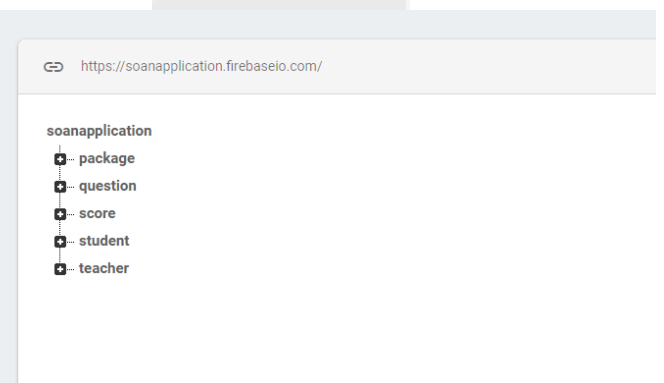 https://soanapplication.firebaseio.com/
soanapplication
package
question
score
student
teacher